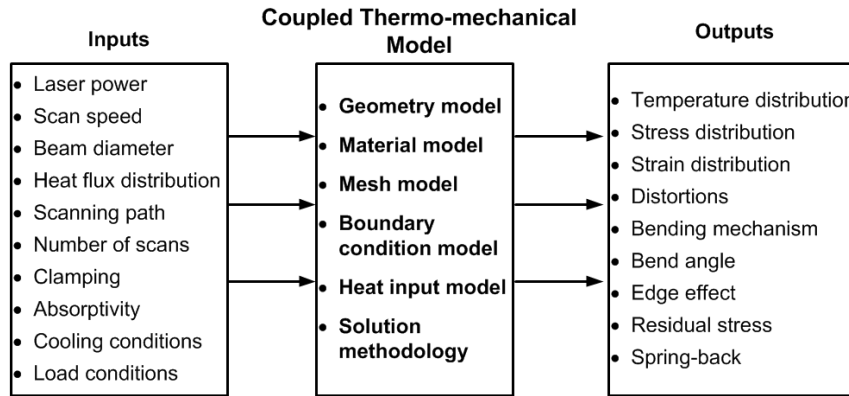 Inputs
• Laser power
• Scan speed
• Beam diameter
• Heat flux distribution
• Scanning path
• Number of scans
• Clamping
• Absorptivity
• Cooling conditions
• Load conditions
Coupled Thermo-mechanical
Model
• Geometry model
• Material model
• Mesh model
• Boundary
condition model
• Heat input model
• Solution
methodology
Outputs
• Temperature distribution
• Stress distribution
• Strain distribution
• Distortions
• Bending mechanism
• Bend angle
• Edge effect
• Residual stress
• Spring-back